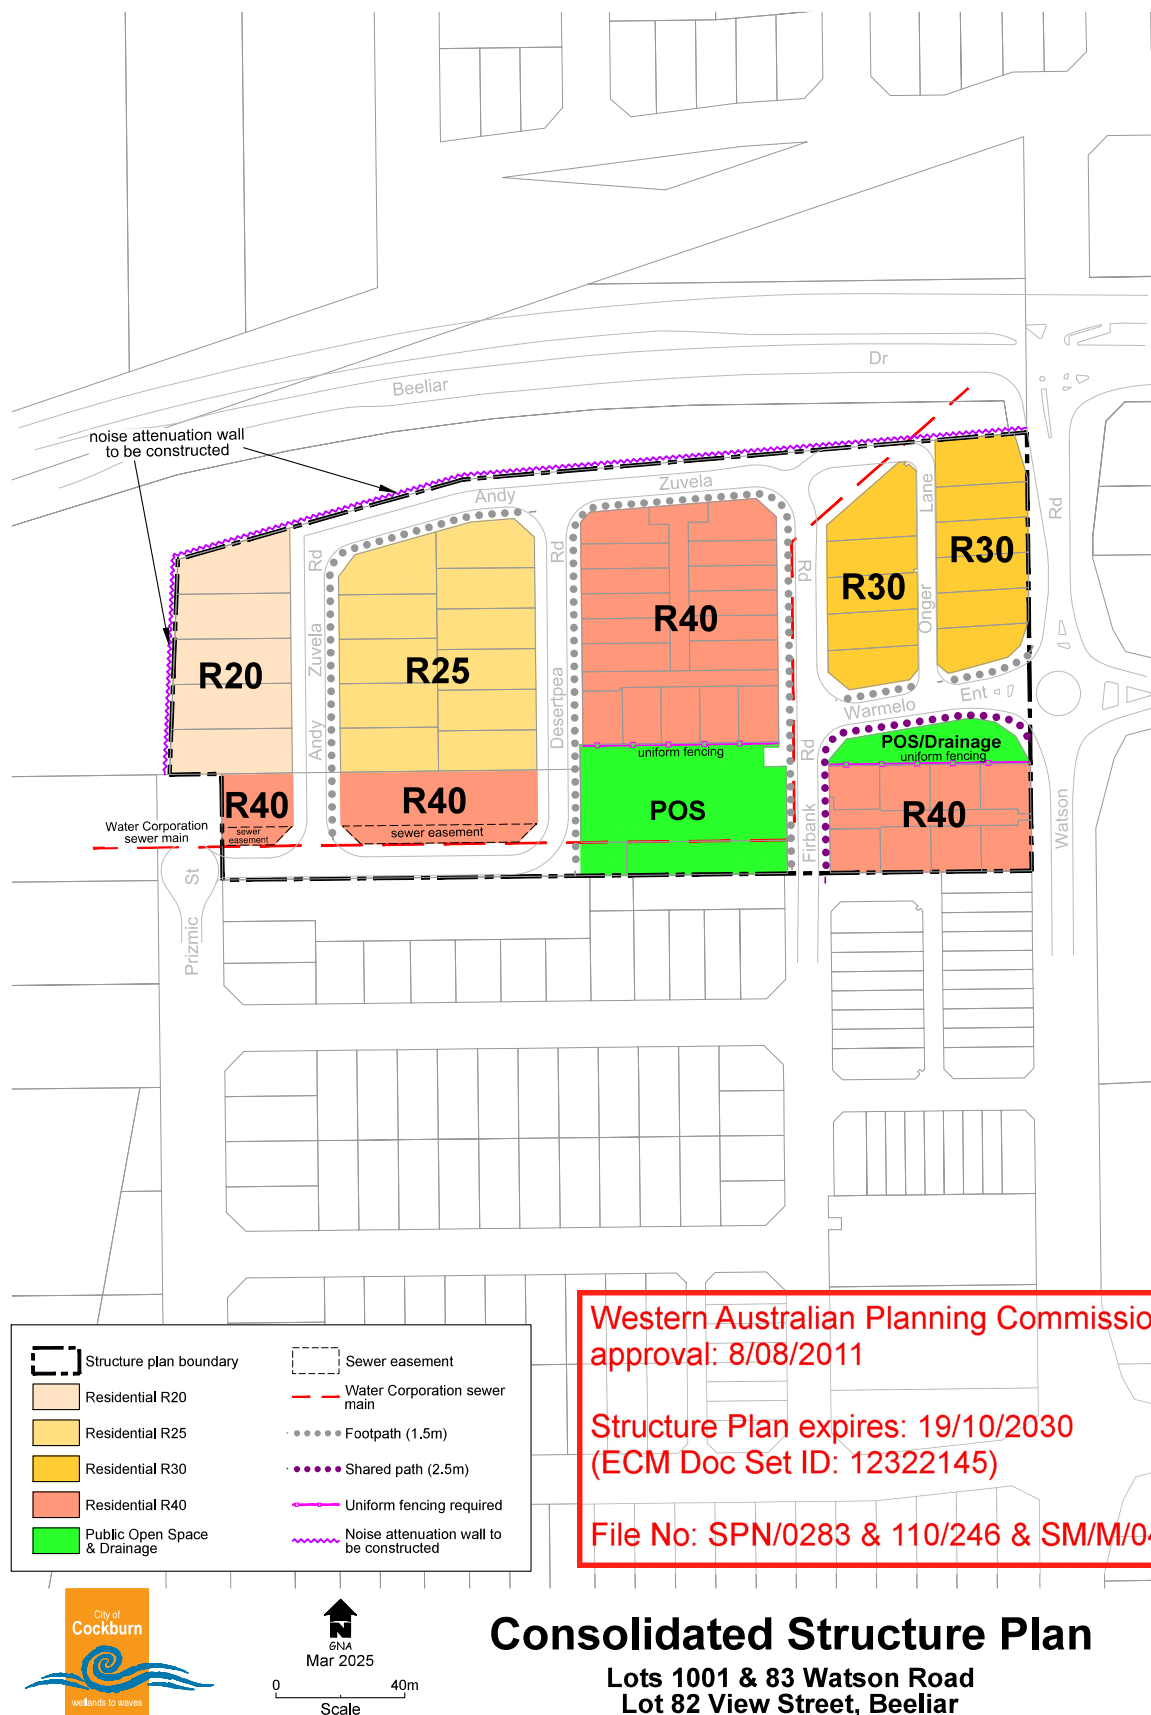 Dr
Beeliar
noise attenuation wall
to be constructed
Andy
Zuvela
Rd
Zuvela
Andy
Rd
Desertpea
Rd
Rd
Firbank
Lane
Onger
Rd
Watson
Warmelo
Ent
R20
R25
R40
R30
R30
uniform fencing
POS
POS/Drainage
uniform fencing
R40
R40
sewer
easement
R40
sewer easement
Water Corporation
sewer main
St
Prizmic
Structure plan boundary
Residential R20
Residential R25
Residential R30
Residential R40
Public Open Space
& Drainage
Sewer easement
Water Corporation sewer
main
Footpath (1.5m)
Shared path (2.5m)
Uniform fencing required
Noise attenuation wall to
be constructed
Western Australian Planning Commissio
approval: 8/08/2011
Structure Plan expires: 19/10/2030
(ECM Doc Set ID: 12322145)
File No: SPN/0283 & 110/246 & SM/M/04
City of
Cockburn
wetlands to waves
N
GNA
Mar 2025
0 40m
Scale
Consolidated Structure Plan
Lots 1001 & 83 Watson Road
Lot 82 View Street, Beeliar